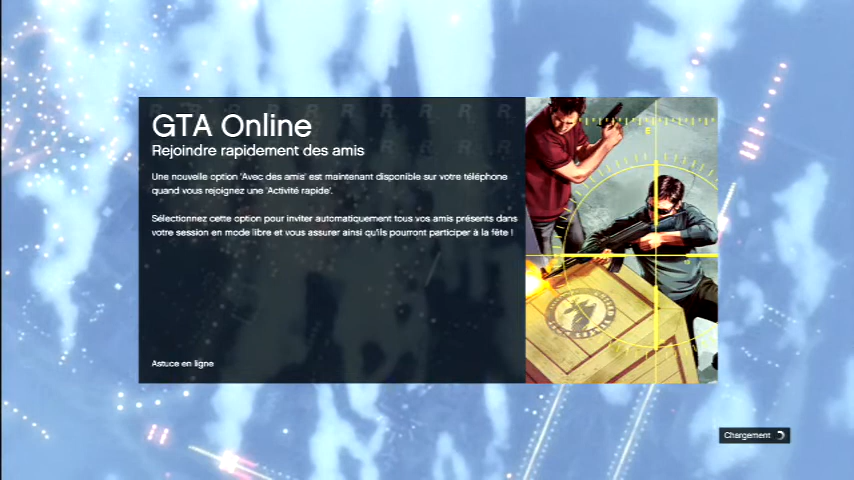 GTA Online
Rejoindre rapidement des amis
Une nouvelle option 'Avec des amis' est maintenant disponible sur votre téléphone
quand vous rejoignez une 'Activité rapide'.
Sélectionnez cette option pour inviter automatiquement tous vos amis présents dans
votre session en mode libre et vous assurer ainsi qu'ils pourront participer à la fête !
Astuce en ligne
E
Chargement